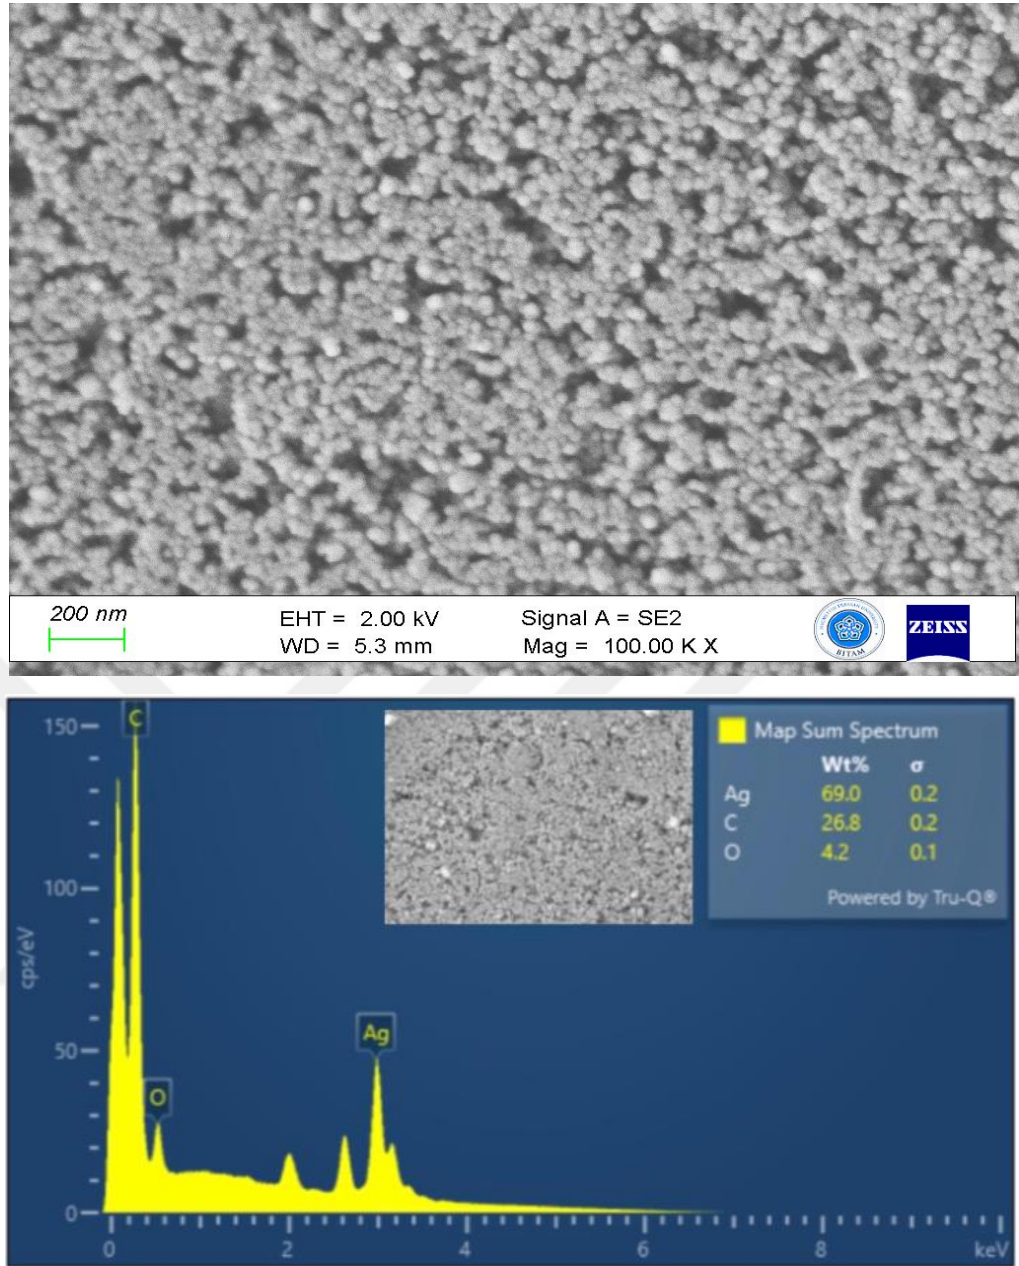 200 nm
EHT = 2.00 kV
Signal A = SE2
WD = 5.3 mm
Mag = 100.00 K X
BITAM
ZEISS
150
100
50
0
cps/eV
C
O
Ag
Map Sum Spectrum
Wt% σ
Ag 69.0 0.2
C 26.8 0.2
O 4.2 0.1
Powered by Tru-Q®
0 2 4 6 8 keV